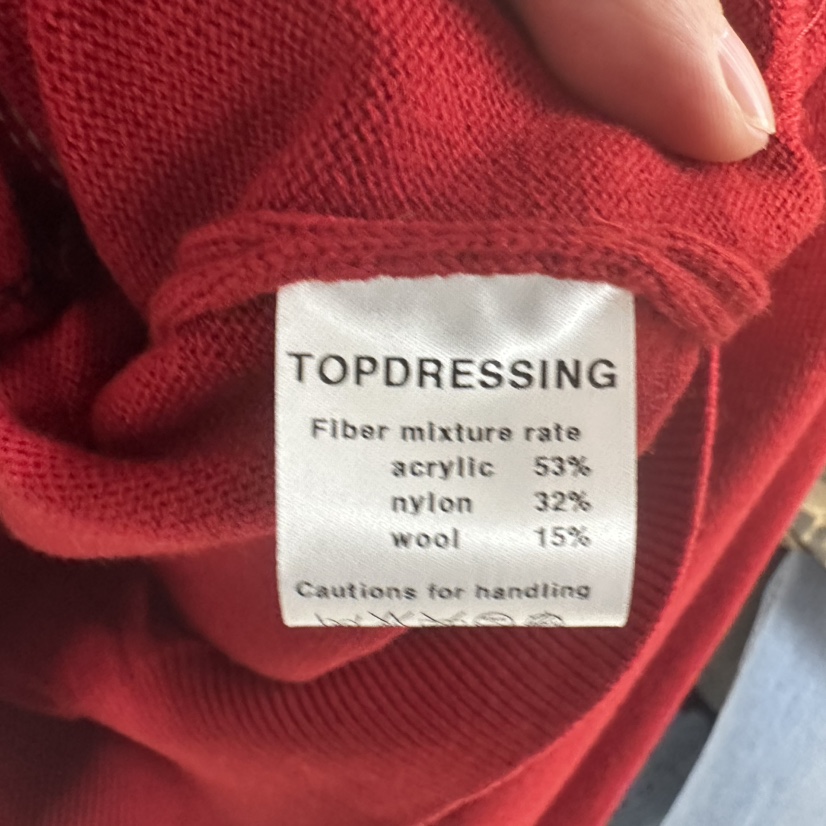 TOPDRESSING
Fiber mixture rate
acrylic 53%
nylon 32%
wool 15%
Cautions for handling